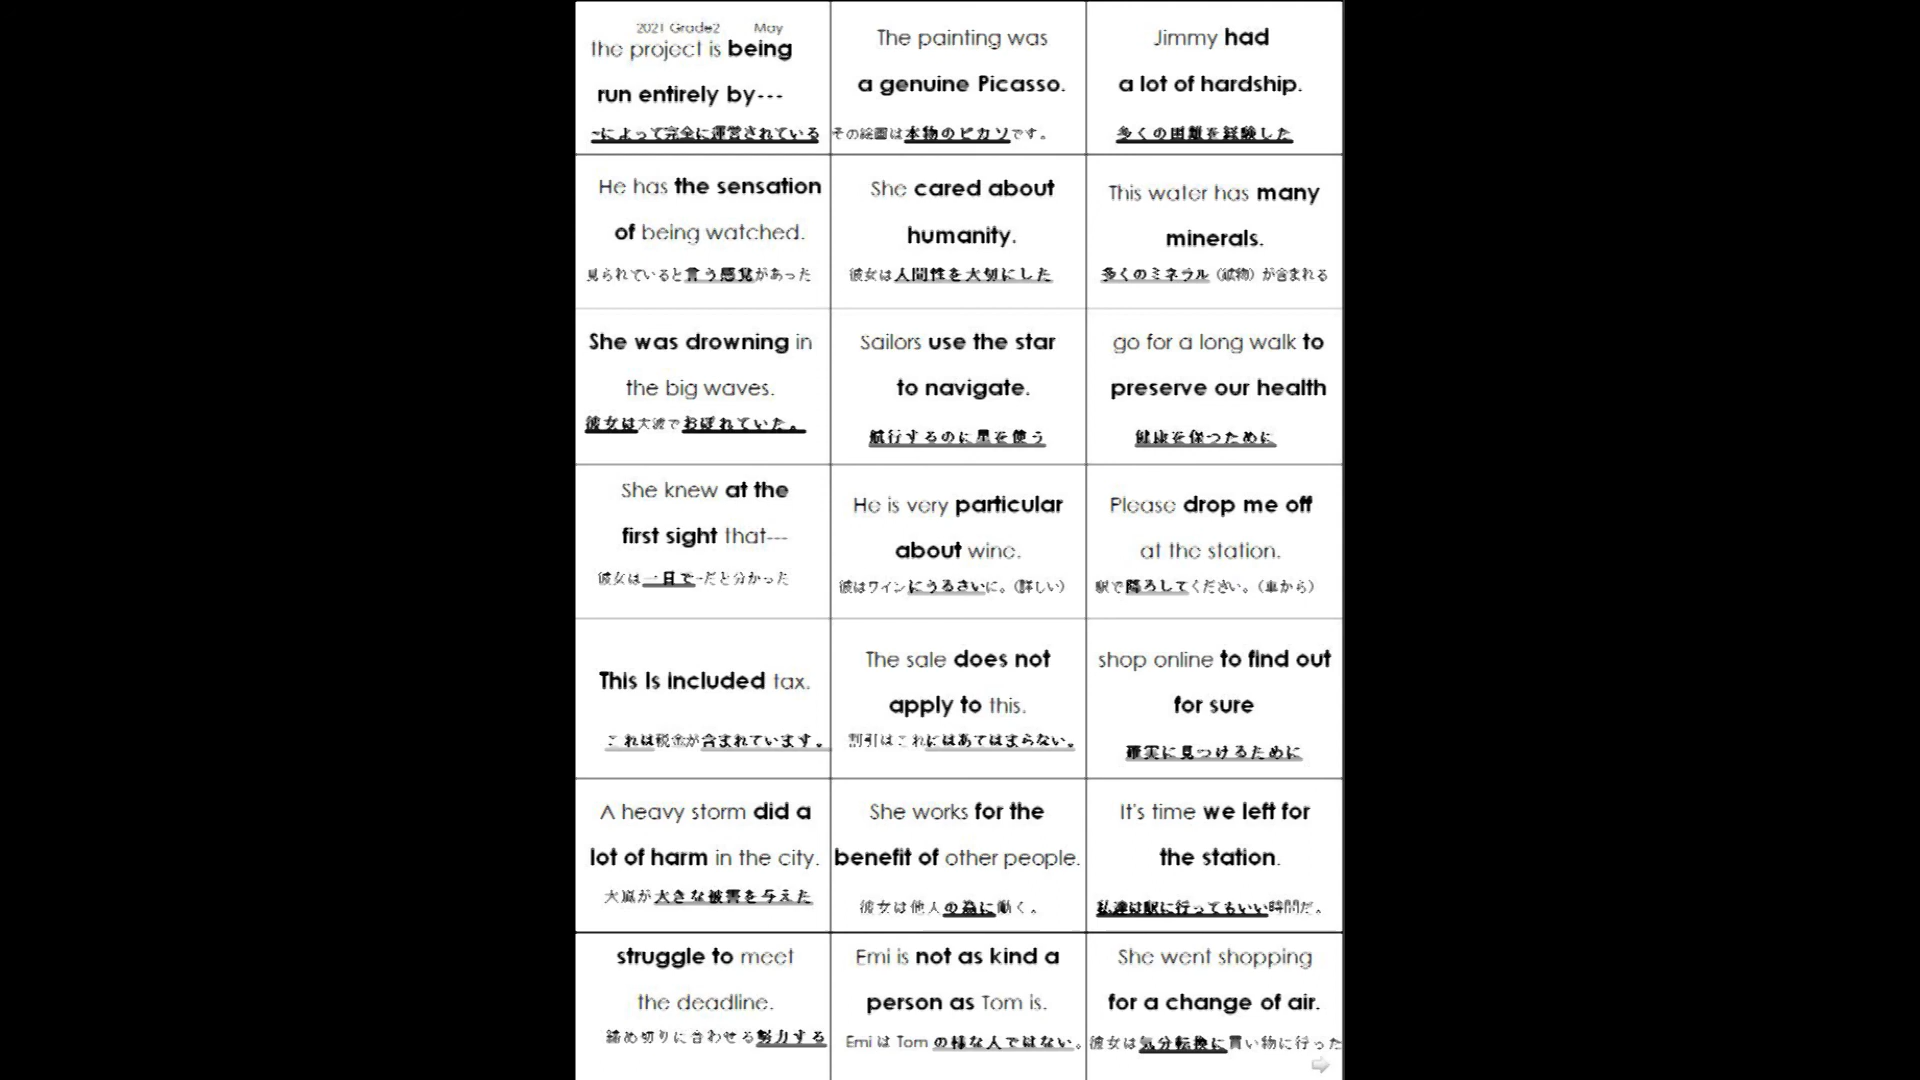 2021 Grade2 May
the project is being
run entirely by---
~によって完全に運営されている
The painting was
a genuine Picasso.
その絵画は本物のピカソです。
Jimmy had
a lot of hardship.
多くの困難を経験した
He has the sensation
of being watched.
見られていると言う感覚があった
She cared about
humanity.
彼女は人間性を大切にした
This water has many
minerals.
多くのミネラル（鉱物）が含まれる
She was drowning in
the big waves.
彼女は大波でおぼれていた。
Sailors use the star
to navigate.
航行するのに星を使う
go for a long walk to
preserve our health
健康を保つために
She knew at the
first sight that---
彼女は一目で~だと分かった
He is very particular
about wine.
彼はワインにうるさいに。（詳しい）
Please drop me off
at the station.
駅で降ろしてください。（車から）
This Is included tax.
これは税金が含まれています。
The sale does not
apply to this.
割引はこれにはあてはまらない。
shop online to find out
for sure
確実に見つけるために
A heavy storm did a
lot of harm in the city.
大嵐が大きな被害を与えた
She works for the
benefit of other people.
彼女は他人の為に働く。
It's time we left for
the station.
私達は駅に行ってもいい時間だ。
struggle to meet
the deadline.
締め切りに合わせる努力する
Emi is not as kind a
person as Tom is.
Emi は Tom の様な人ではない。
She went shopping
for a change of air.
彼女は気分転換に買い物に行った